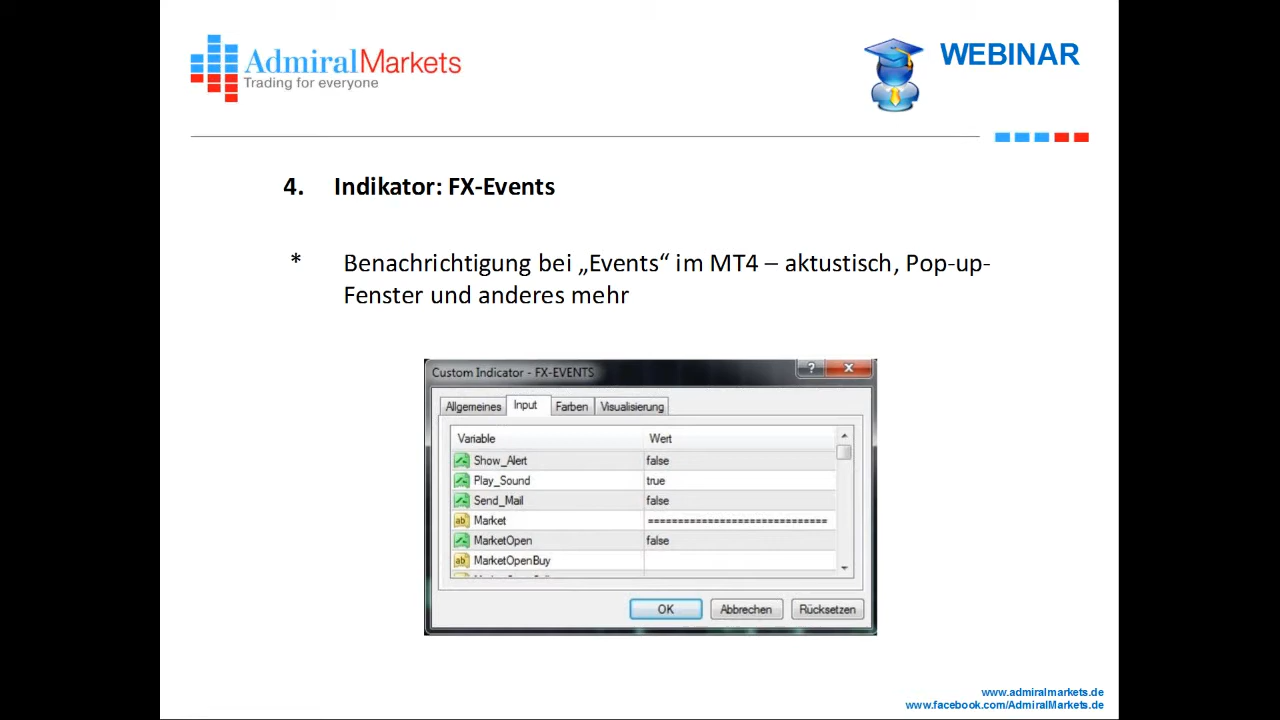 AdmiralMarkets
Trading for everyone
WEBINAR
4. Indikator: FX-Events
* Benachrichtigung bei „Events“ im MT4 – aktustisch, Pop-up-
Fenster und anderes mehr
Custom Indicator - FX-EVENTS
Allgemeines Input Farben Visualisierung
Variable Wert
Show_Alert false
Play_Sound true
Send_Mail false
Market ==============================
MarketOpen false
MarketOpenBuy
OK Abbrechen Rücksetzen
www.admiralmarkets.de
www.facebook.com/AdmiralMarkets.de